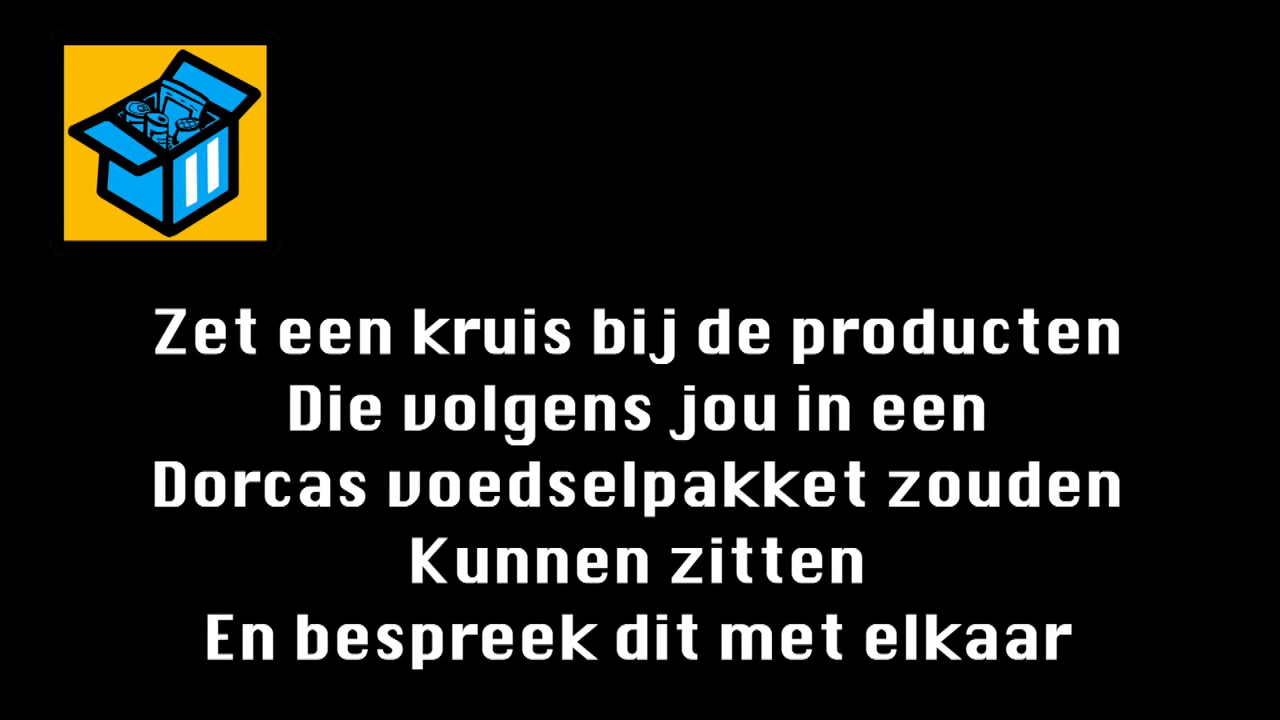 Zet een kruis bij de producten
Die volgens jou in een
Dorcas voedselpakket zouden
Kunnen zitten
En bespreek dit met elkaar